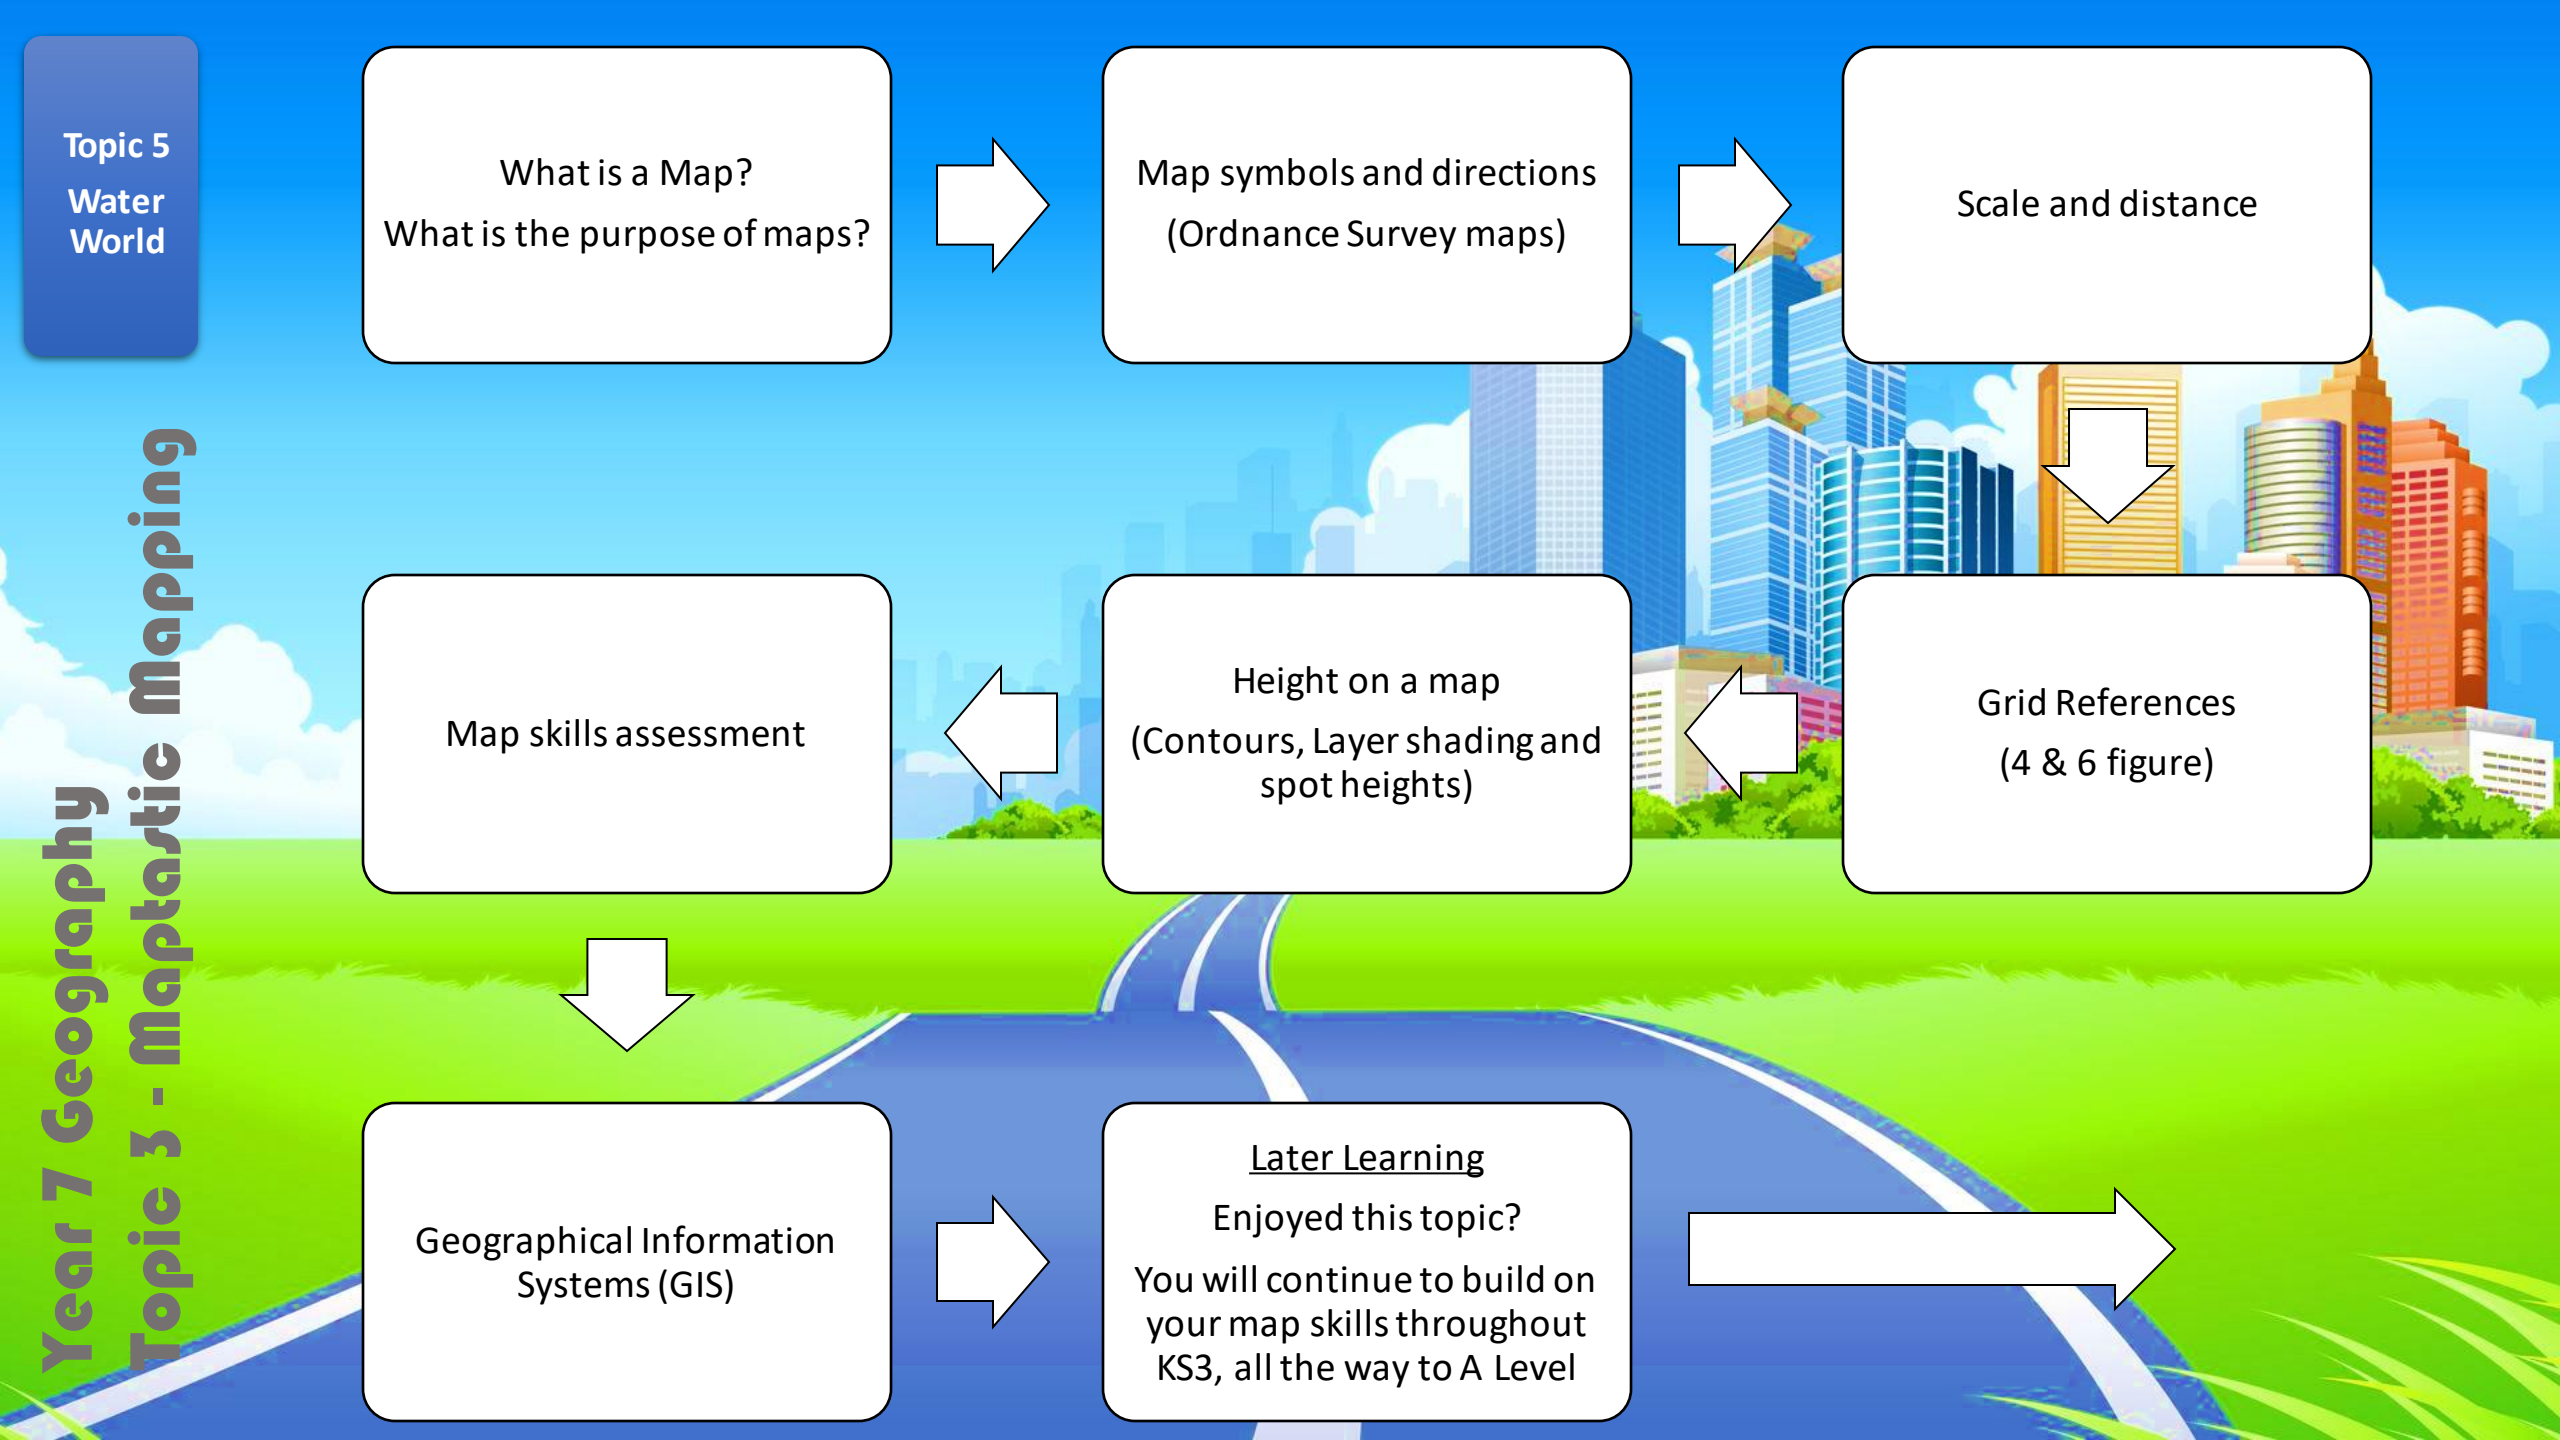 Topic 5
Water
World
Year 7 Geography
Topic 3 - Maptastic Mapping
What is a Map?
What is the purpose of maps?
Map symbols and directions
(Ordnance Survey maps)
Scale and distance
Grid References
(4 & 6 figure)
Height on a map
(Contours, Layer shading and
spot heights)
Map skills assessment
Geographical Information
Systems (GIS)
Later Learning
Enjoyed this topic?
You will continue to build on
your map skills throughout
KS3, all the way to A Level